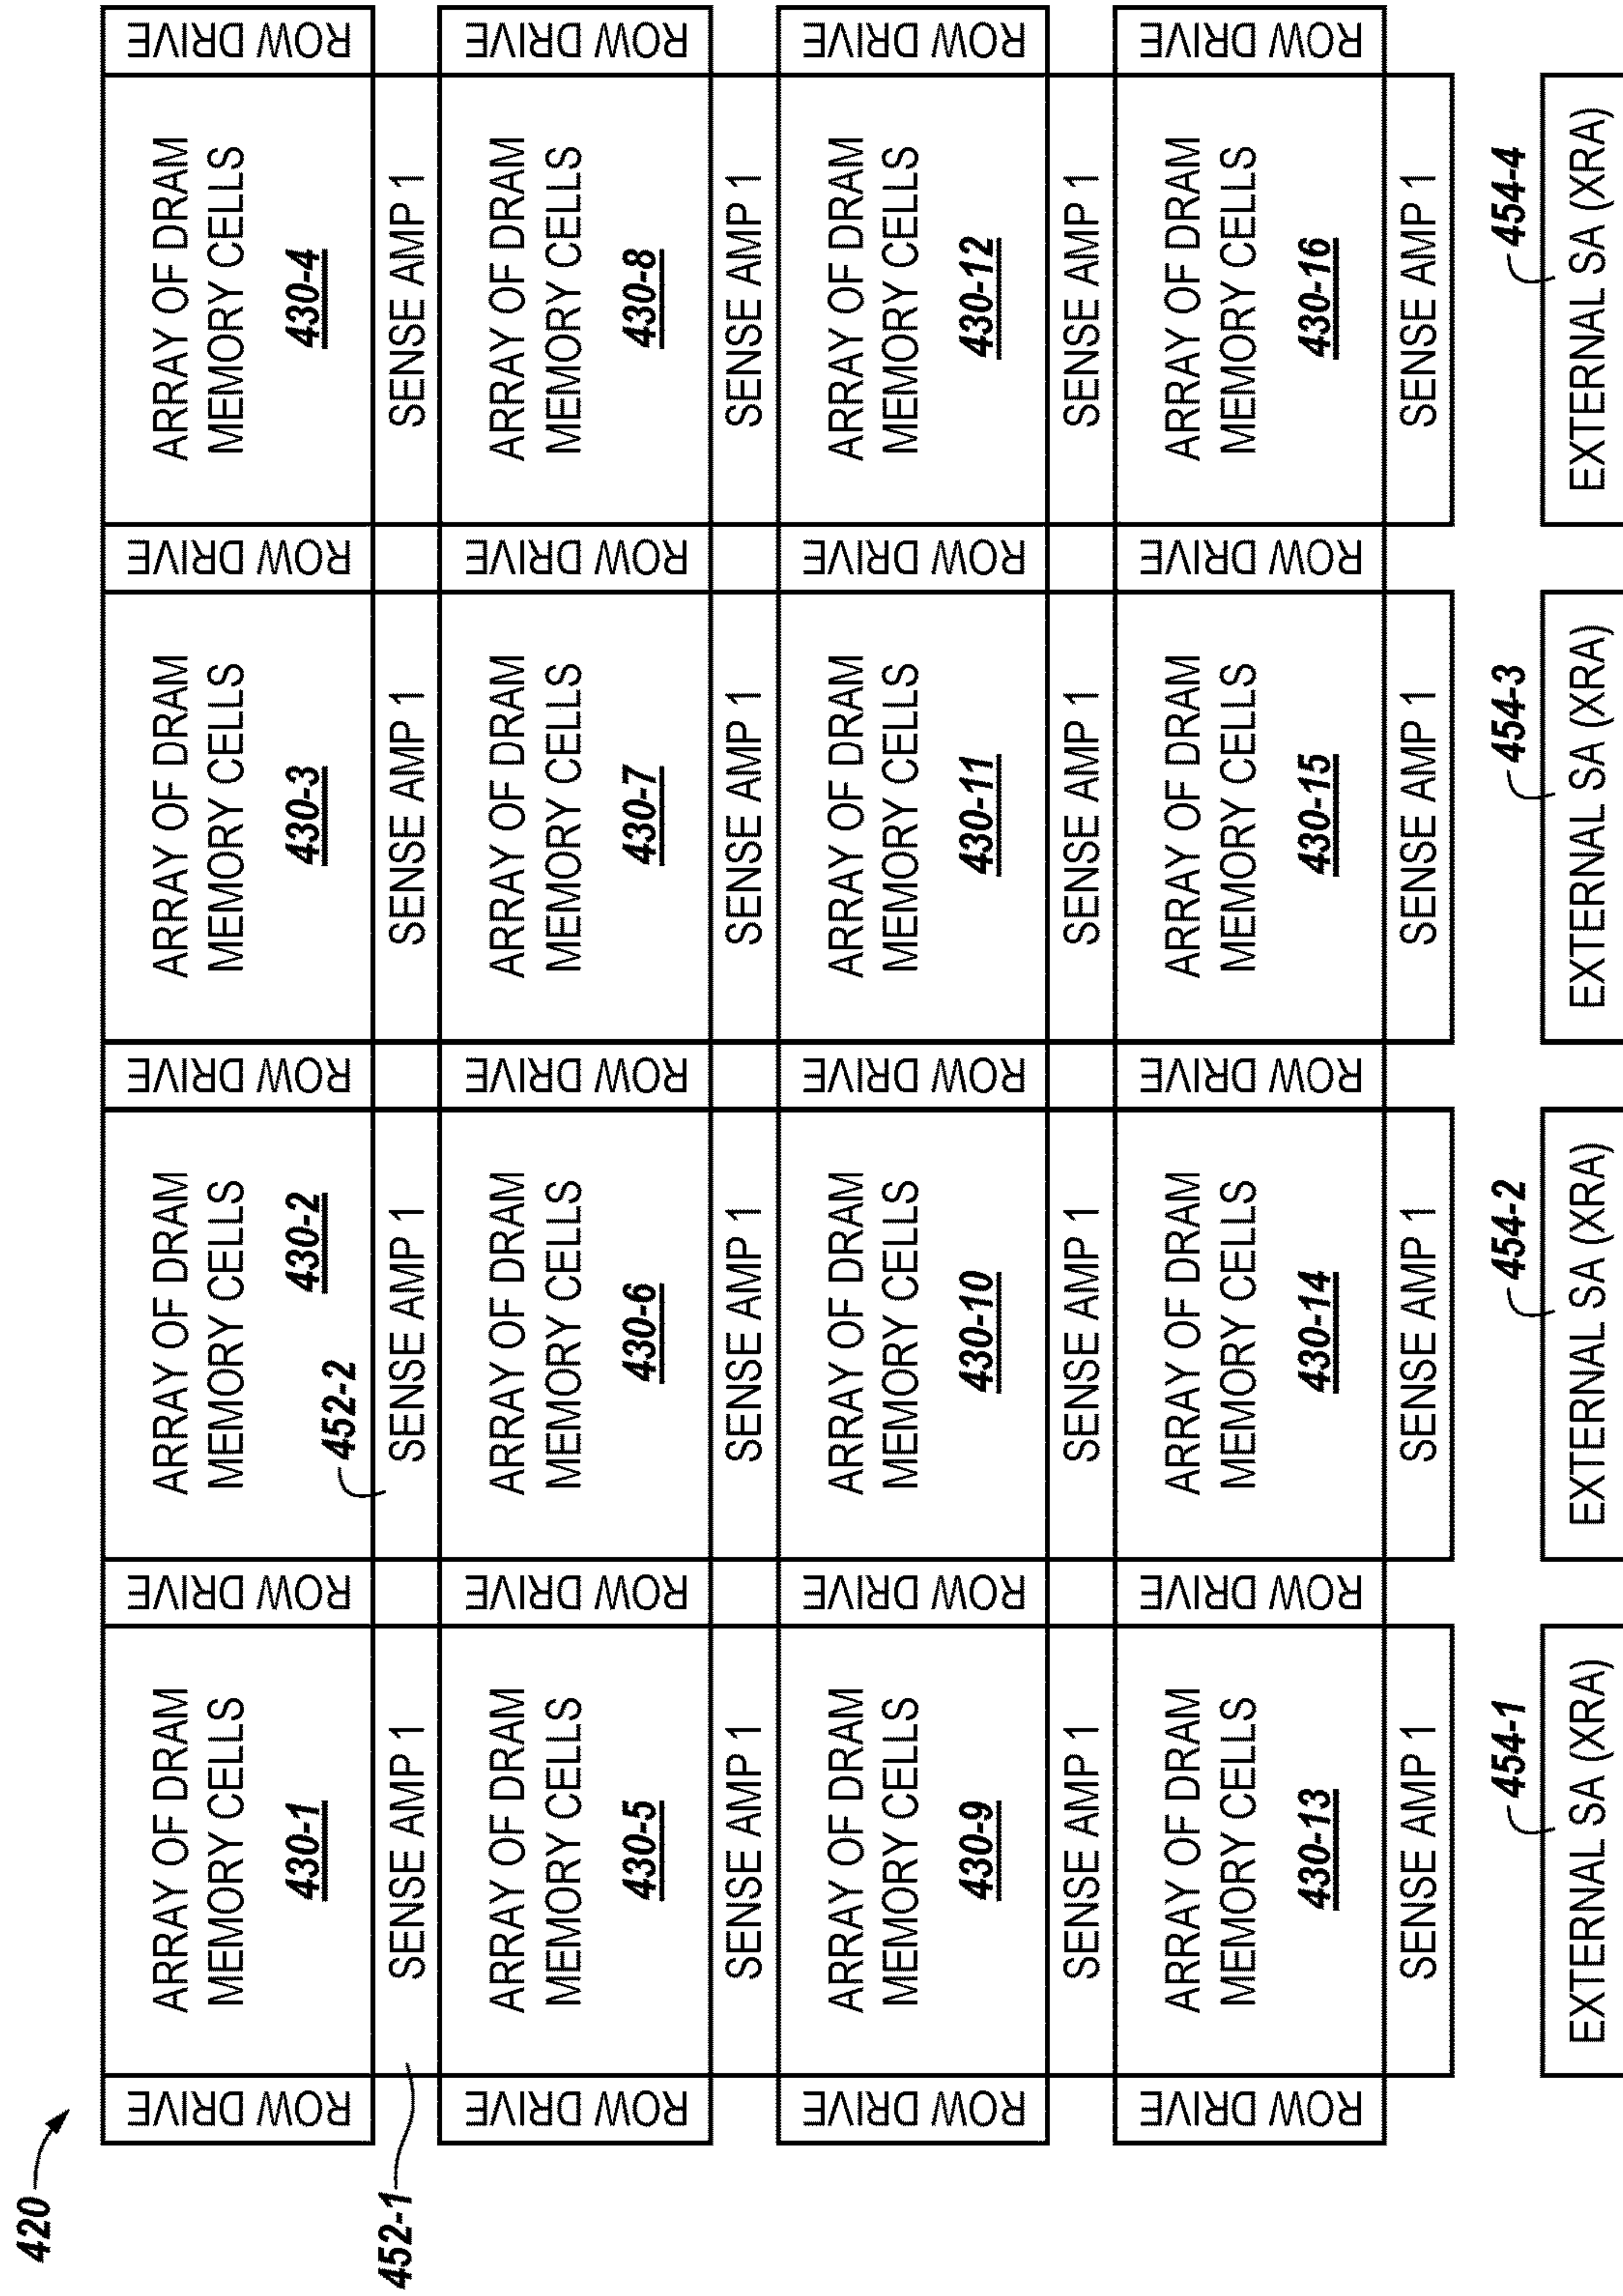 420
ROW DRIVE
ARRAY OF DRAM
MEMORY CELLS
430-1
ROW DRIVE
ARRAY OF DRAM
MEMORY CELLS
430-2
ROW DRIVE
ARRAY OF DRAM
MEMORY CELLS
430-3
ROW DRIVE
ARRAY OF DRAM
MEMORY CELLS
430-4
ROW DRIVE
452-1
SENSE AMP 1
452-2
SENSE AMP 1
SENSE AMP 1
SENSE AMP 1
ROW DRIVE
ARRAY OF DRAM
MEMORY CELLS
430-5
ROW DRIVE
ARRAY OF DRAM
MEMORY CELLS
430-6
ROW DRIVE
ARRAY OF DRAM
MEMORY CELLS
430-7
ROW DRIVE
ARRAY OF DRAM
MEMORY CELLS
430-8
ROW DRIVE
SENSE AMP 1
SENSE AMP 1
SENSE AMP 1
SENSE AMP 1
ROW DRIVE
ARRAY OF DRAM
MEMORY CELLS
430-9
ROW DRIVE
ARRAY OF DRAM
MEMORY CELLS
430-10
ROW DRIVE
ARRAY OF DRAM
MEMORY CELLS
430-11
ROW DRIVE
ARRAY OF DRAM
MEMORY CELLS
430-12
ROW DRIVE
SENSE AMP 1
SENSE AMP 1
SENSE AMP 1
SENSE AMP 1
ROW DRIVE
ARRAY OF DRAM
MEMORY CELLS
430-13
ROW DRIVE
ARRAY OF DRAM
MEMORY CELLS
430-14
ROW DRIVE
ARRAY OF DRAM
MEMORY CELLS
430-15
ROW DRIVE
ARRAY OF DRAM
MEMORY CELLS
430-16
ROW DRIVE
SENSE AMP 1
SENSE AMP 1
SENSE AMP 1
SENSE AMP 1
454-1
454-2
454-3
454-4
EXTERNAL SA (XRA)
EXTERNAL SA (XRA)
EXTERNAL SA (XRA)
EXTERNAL SA (XRA)